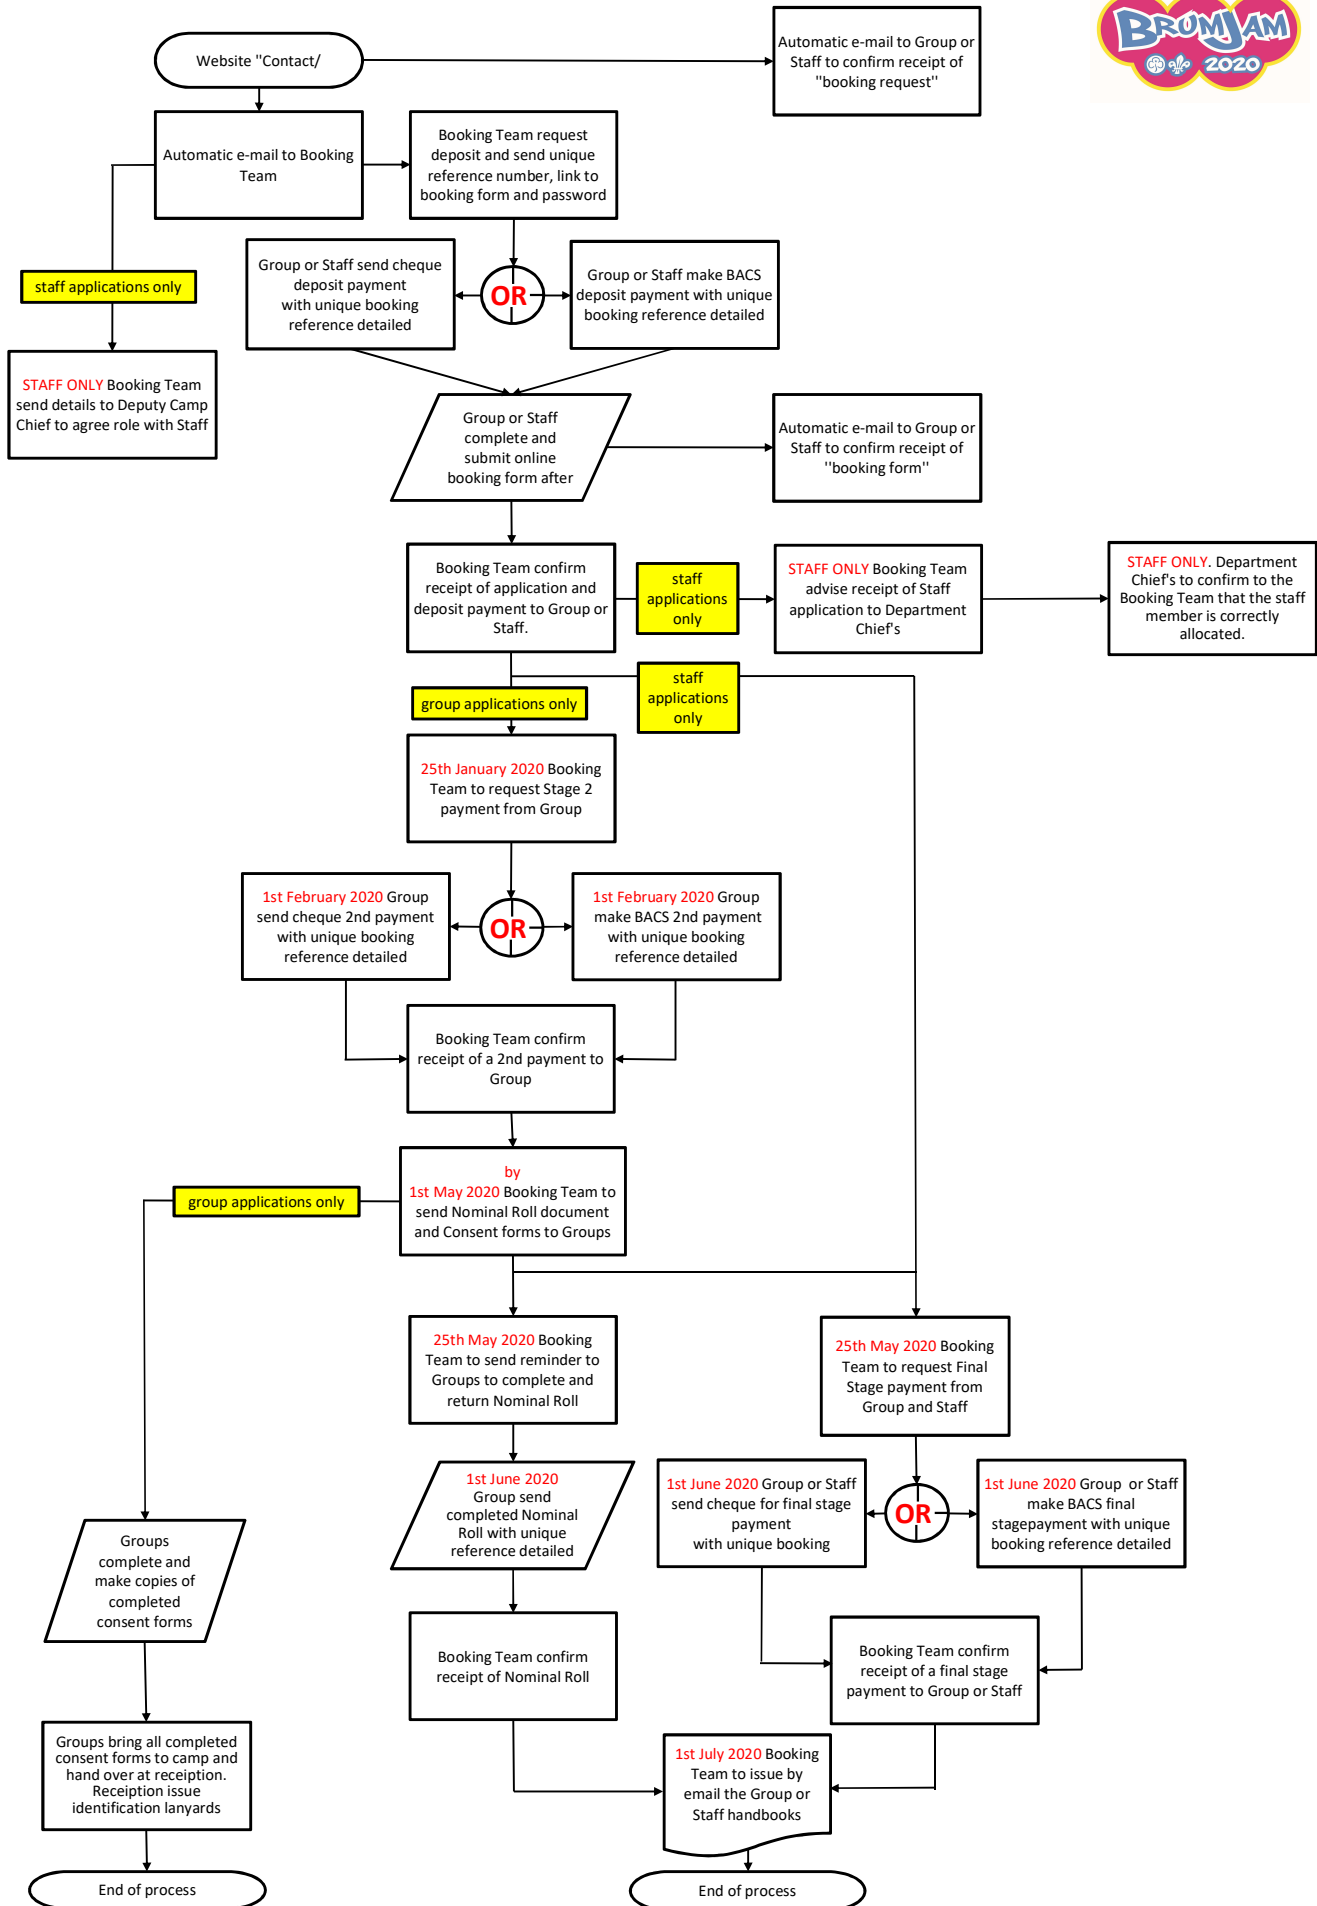 BRUMJAM
2020
Website "Contact/
Automatic e-mail to Group or
Staff to confirm receipt of
"booking request"
Automatic e-mail to Booking
Team
Booking Team request
deposit and send unique
reference number, link to
booking form and password
staff applications only
Group or Staff send cheque
deposit payment
with unique booking
reference detailed
OR
Group or Staff make BACS
deposit payment with unique
booking reference detailed
STAFF ONLY Booking Team
send details to Deputy Camp
Chief to agree role with Staff
Group or Staff
complete and
submit online
booking form after
Automatic e-mail to Group or
Staff to confirm receipt of
"booking form"
Booking Team confirm
receipt of application and
deposit payment to Group or
Staff.
staff
applications
only
STAFF ONLY Booking Team
advise receipt of Staff
application to Department
Chief's
STAFF ONLY. Department
Chief's to confirm to the
Booking Team that the staff
member is correctly
allocated.
group applications only
staff
applications
only
25th January 2020 Booking
Team to request Stage 2
payment from Group
1st February 2020 Group
send cheque 2nd payment
with unique booking
reference detailed
OR
1st February 2020 Group
make BACS 2nd payment
with unique booking
reference detailed
Booking Team confirm
receipt of a 2nd payment to
Group
group applications only
by
1st May 2020 Booking Team to
send Nominal Roll document
and Consent forms to Groups
25th May 2020 Booking
Team to send reminder to
Groups to complete and
return Nominal Roll
25th May 2020 Booking
Team to request Final
Stage payment from
Group and Staff
1st June 2020
Group send
completed Nominal
Roll with unique
reference detailed
1st June 2020 Group or Staff
send cheque for final stage
payment
with unique booking
OR
1st June 2020 Group or Staff
make BACS final
stagepayment with unique
booking reference detailed
Groups
complete and
make copies of
completed
consent forms
Booking Team confirm
receipt of Nominal Roll
Booking Team confirm
receipt of a final stage
payment to Group or Staff
Groups bring all completed
consent forms to camp and
hand over at receiption.
Receiption issue
identification lanyards
1st July 2020 Booking
Team to issue by
email the Group or
Staff handbooks
End of process
End of process